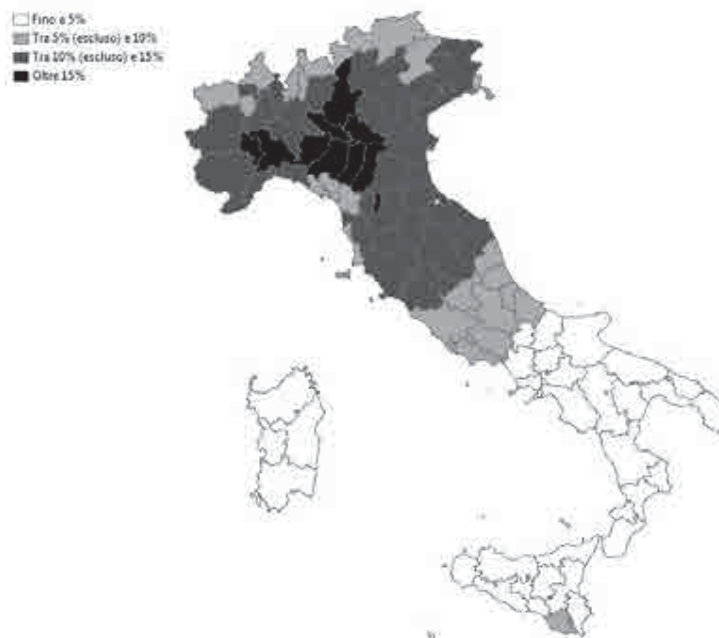 Fino a 5%
Tra 5% (escluso) e 10%
Tra 10% (escluso) e 15%
Oltre 15%